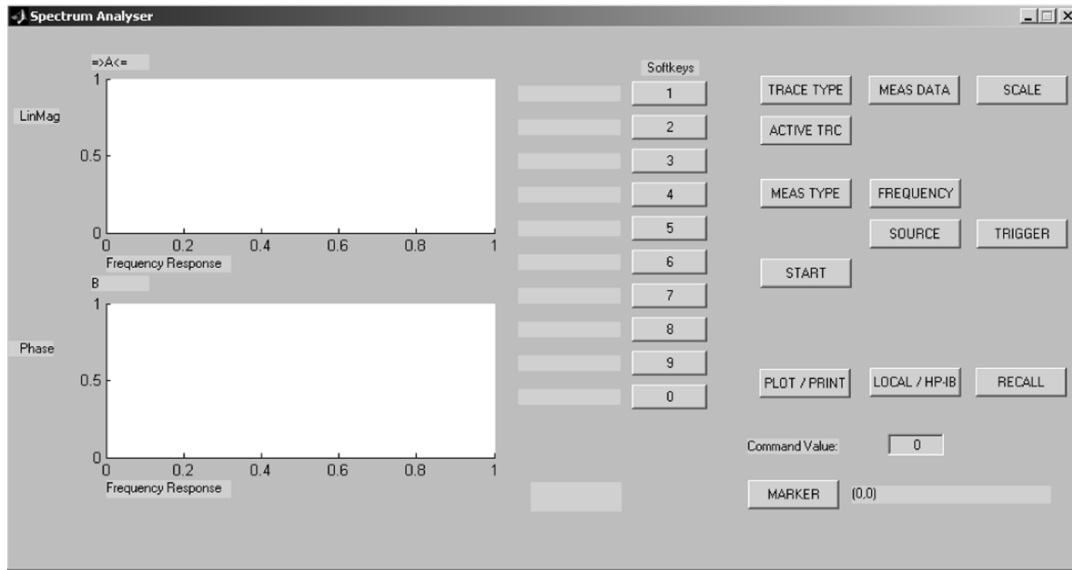 Spectrum Analyser
=>A<=
1
LinMag
0.5
0
0 0.2 0.4 0.6 0.8 1
Frequency Response
B
1
Phase
0.5
0
0 0.2 0.4 0.6 0.8 1
Frequency Response
Softkeys
1
2
3
4
5
6
7
8
9
0
TRACE TYPE MEAS DATA SCALE
ACTIVE TRC
MEAS TYPE FREQUENCY
SOURCE TRIGGER
START
PLOT / PRINT LOCAL / HP-IB RECALL
Command Value: 0
MARKER (0,0)